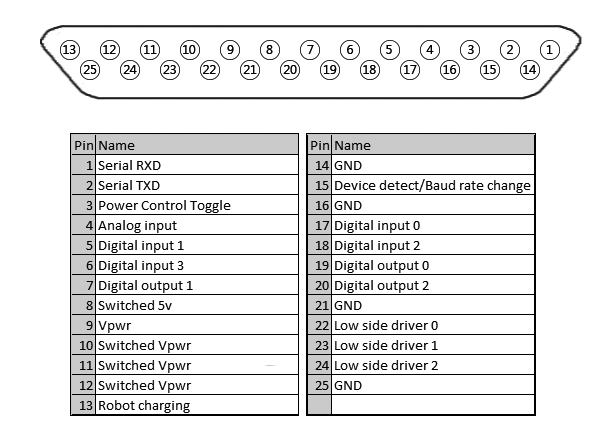 13 12 11 10 9 8 7 6 5 4 3 2 1
25 24 23 22 21 20 19 18 17 16 15 14
Pin Name
1 Serial RXD
2 Serial TXD
3 Power Control Toggle
4 Analog input
5 Digital input 1
6 Digital input 3
7 Digital output 1
8 Switched 5v
9 Vpwr
10 Switched Vpwr
11 Switched Vpwr
12 Switched Vpwr
13 Robot charging
Pin Name
14 GND
15 Device detect/Baud rate change
16 GND
17 Digital input 0
18 Digital input 2
19 Digital output 0
20 Digital output 2
21 GND
22 Low side driver 0
23 Low side driver 1
24 Low side driver 2
25 GND